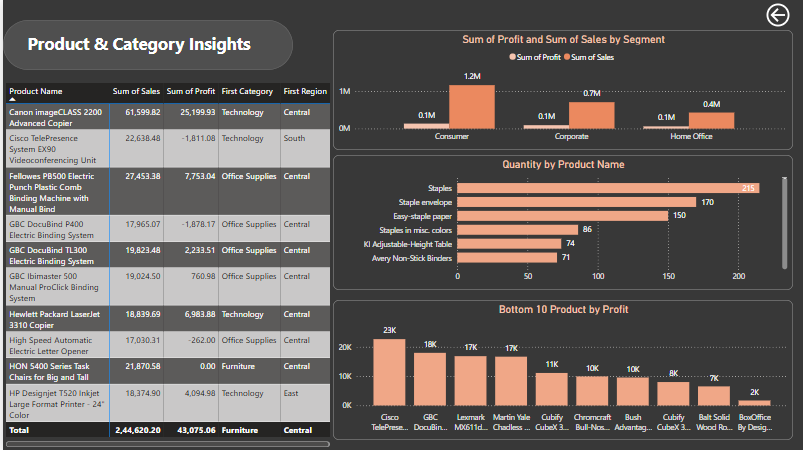 Product & Category Insights
Product Name Sum of Sales Sum of Profit First Category First Region
Canon imageCLASS 2200 61,599.82 25,199.93 Technology Central
Advanced Copier
Cisco TelePresence 22,638.48 -1,811.08 Technology South
System EX90
Videoconferencing Unit
Fellowes PB500 Electric 27,453.38 7,753.04 Office Supplies Central
Punch Plastic Comb
Binding Machine with
Manual Bind
GBC DocuBind P400 17,965.07 -1,878.17 Office Supplies Central
Electric Binding System
GBC DocuBind TL300 19,823.48 2,233.51 Office Supplies Central
Electric Binding System
GBC Ibimaster 500 19,024.50 760.98 Office Supplies Central
Manual ProClick Binding
System
Hewlett Packard LaserJet 18,839.69 6,983.88 Technology Central
3310 Copier
High Speed Automatic 17,030.31 -262.00 Office Supplies Central
Electric Letter Opener
HON 5400 Series Task 21,870.58 0.00 Furniture Central
Chairs for Big and Tall
HP Designjet T520 Inkjet 18,374.90 4,094.98 Technology East
Large Format Printer - 24"
Color
Total 2,44,620.20 43,075.06 Furniture Central
Sum of Profit and Sum of Sales by Segment
Sum of Profit Sum of Sales
1M
0M
0.1M 1.2M 0.1M 0.7M 0.1M 0.4M
Consumer Corporate Home Office
Quantity by Product Name
Staples 215
Staple envelope 170
Easy-staple paper 150
Staples in misc. colors 86
KI Adjustable-Height Table 74
Avery Non-Stick Binders 71
0 50 100 150 200
Bottom 10 Product by Profit
20K
10K
0K
23K 18K 17K 17K 11K 10K 10K 8K 7K 2K
Cisco GBC Lexmark Martin Yale Cubify Chromcraft Bush Cubify Balt Solid BoxOffice
TelePrese... DocuBin... MX611d... Chadless ... CubeX 3... Bull-Nos... Advantag... CubeX 3... Wood Ro... By Desig...